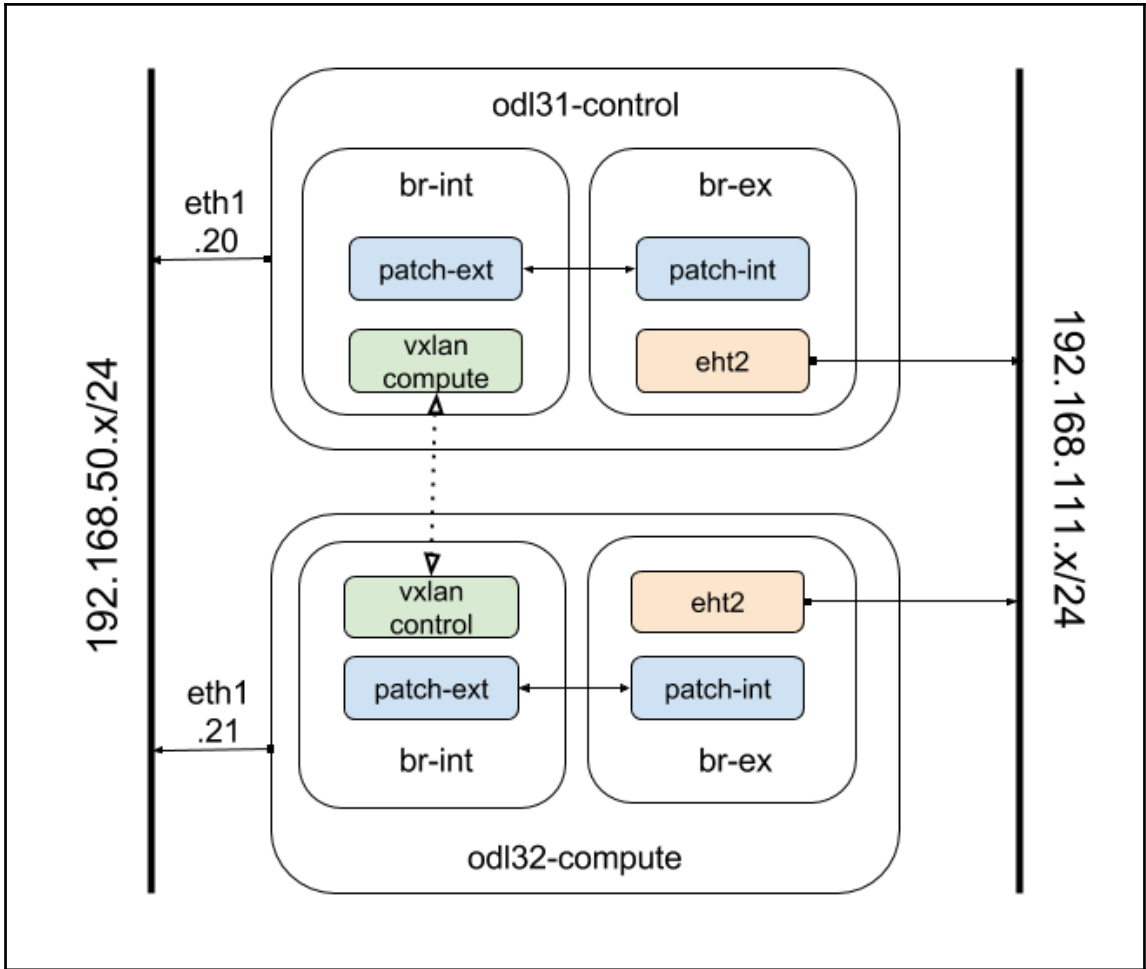 odl31-control
br-int
br-ex
eth1
.20
patch-ext
patch-int
vxlan
compute
eht2
192.168.50.x/24
192.168.111.x/24
vxlan
control
eht2
patch-ext
patch-int
eth1
.21
br-int
br-ex
odl32-compute